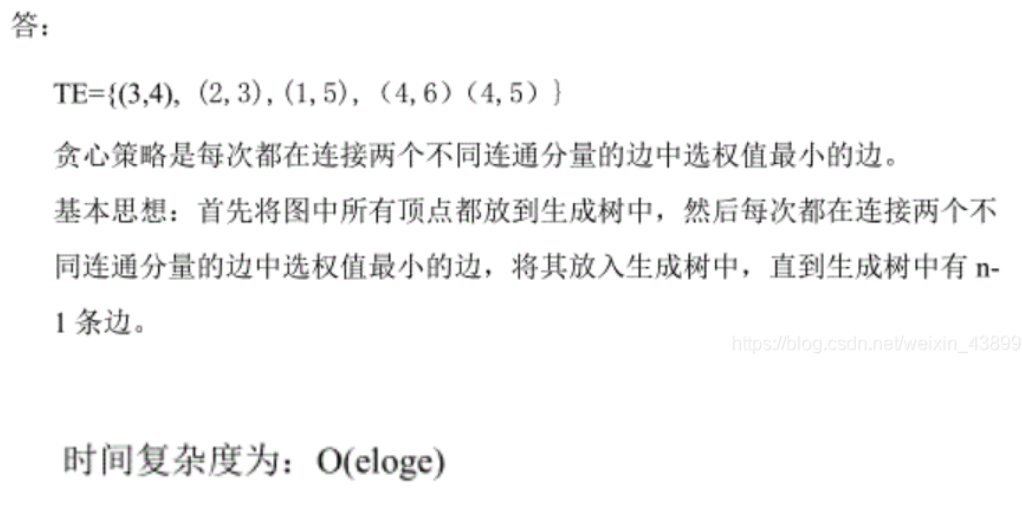 答：
TE={(3,4), (2,3),(1,5), （4,6）（4,5）}
贪心策略是每次都在连接两个不同连通分量的边中选权值最小的边。
基本思想：首先将图中所有顶点都放到生成树中，然后每次都在连接两个不
同连通分量的边中选权值最小的边，将其放入生成树中，直到生成树中有 n-
1 条边。
https://blog.csdn.net/weixin_43899
时间复杂度为：O(eloge)